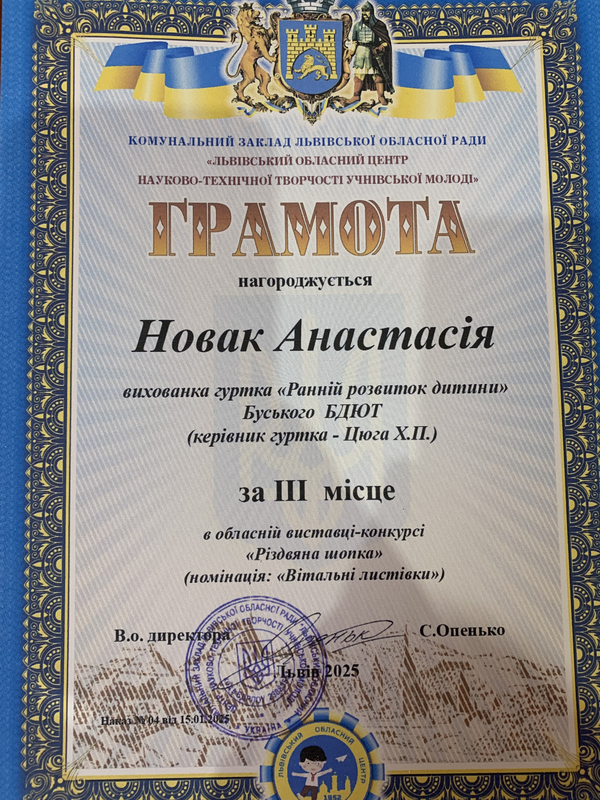 КОМУНАЛЬНИЙ ЗАКЛАД ЛЬВІВСЬКОЇ ОБЛАСНОЇ РАДИ
«ЛЬВІВСЬКИЙ ОБЛАСНИЙ ЦЕНТР
НАУКОВО-ТЕХНІЧНОЇ ТВОРЧОСТІ УЧНІВСЬКОЇ МОЛОДІ»
ГРАМОТА
нагороджується
Новак Анастасія
вихованка гуртка «Ранній розвиток дитини»
Буського БДЮТ
(керівник гуртка - Цюга Х.П.)
за ІІІ місце
в обласній виставці-конкурсі
«Різдвяна шопка»
(номінація: «Вітальні листівки»)
В.о. директора С.Опенько
Львів 2025
Наказ № 04 від 15.01.2025
УКРАЇНА
ЛЬВІВСЬКИЙ ОБЛАСНИЙ ЦЕНТР
1952